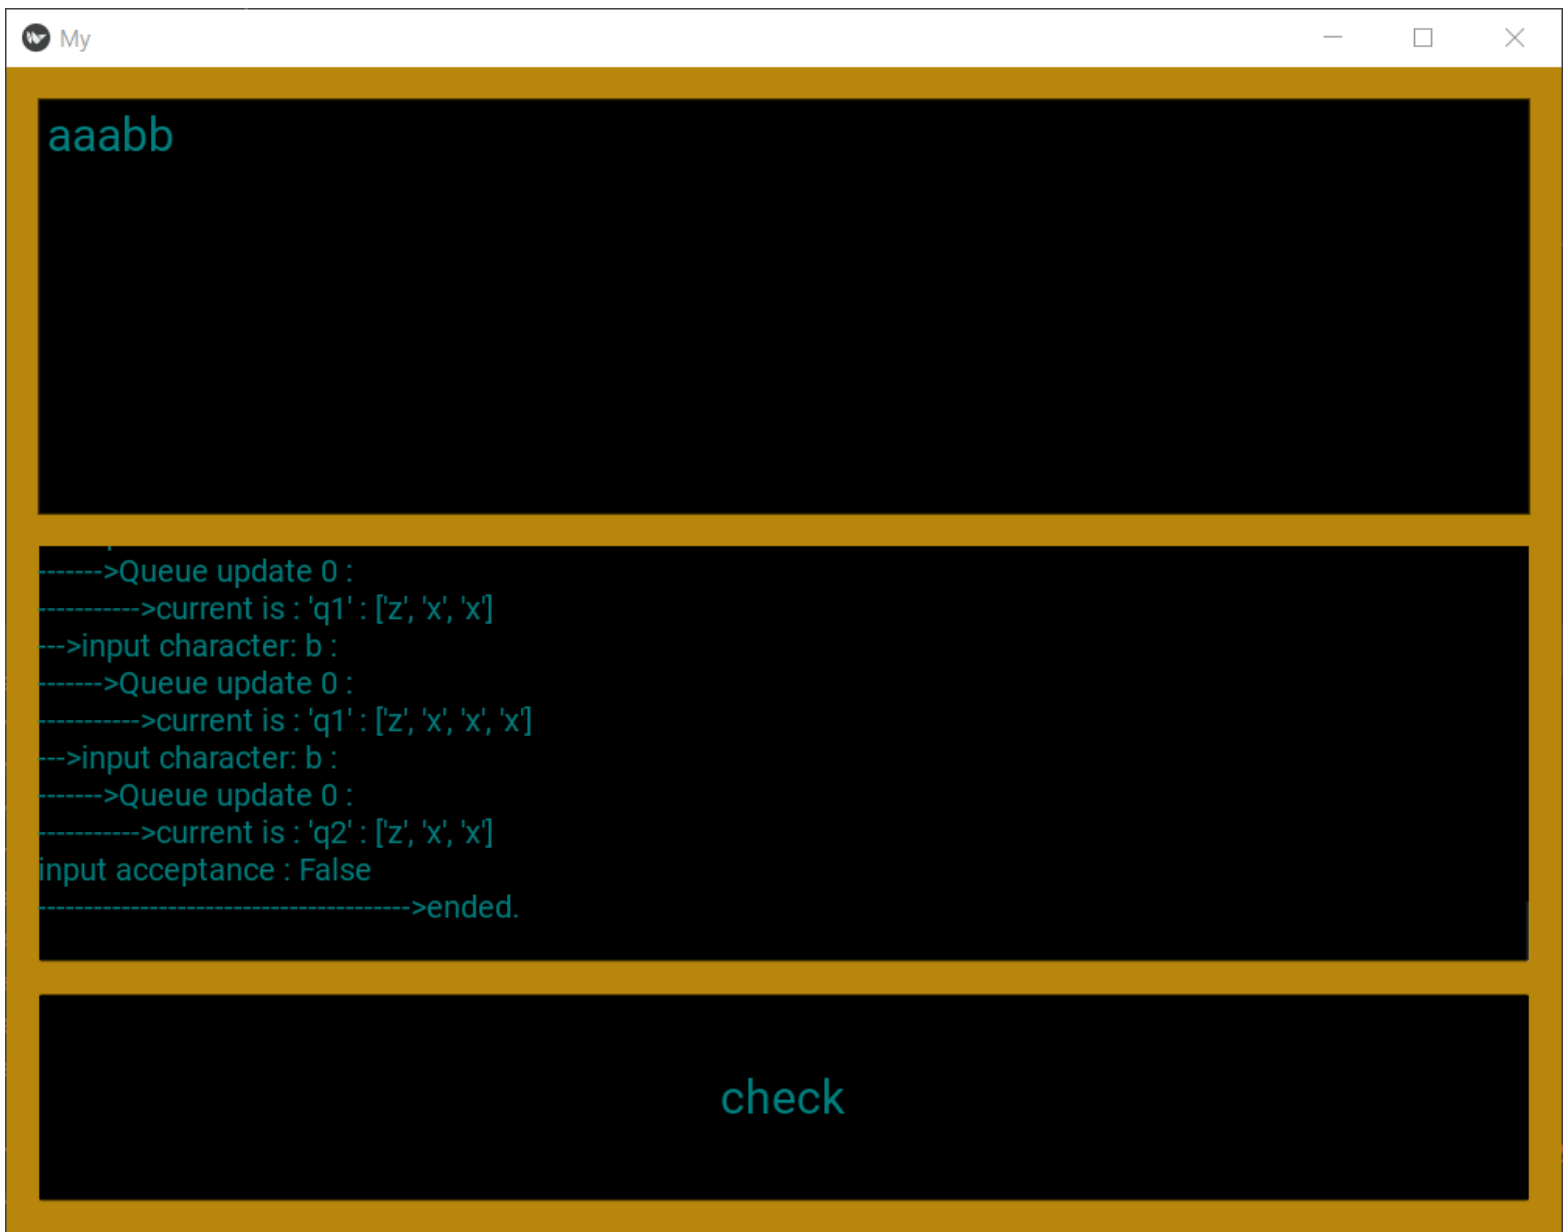 My
aaabb
------->Queue update 0 :
----------->current is : 'q1' : ['z', 'x', 'x']
--->input character: b :
------->Queue update 0 :
----------->current is : 'q1' : ['z', 'x', 'x', 'x']
--->input character: b :
------->Queue update 0 :
----------->current is : 'q2' : ['z', 'x', 'x']
input acceptance : False
---------------------------------------->ended.
check